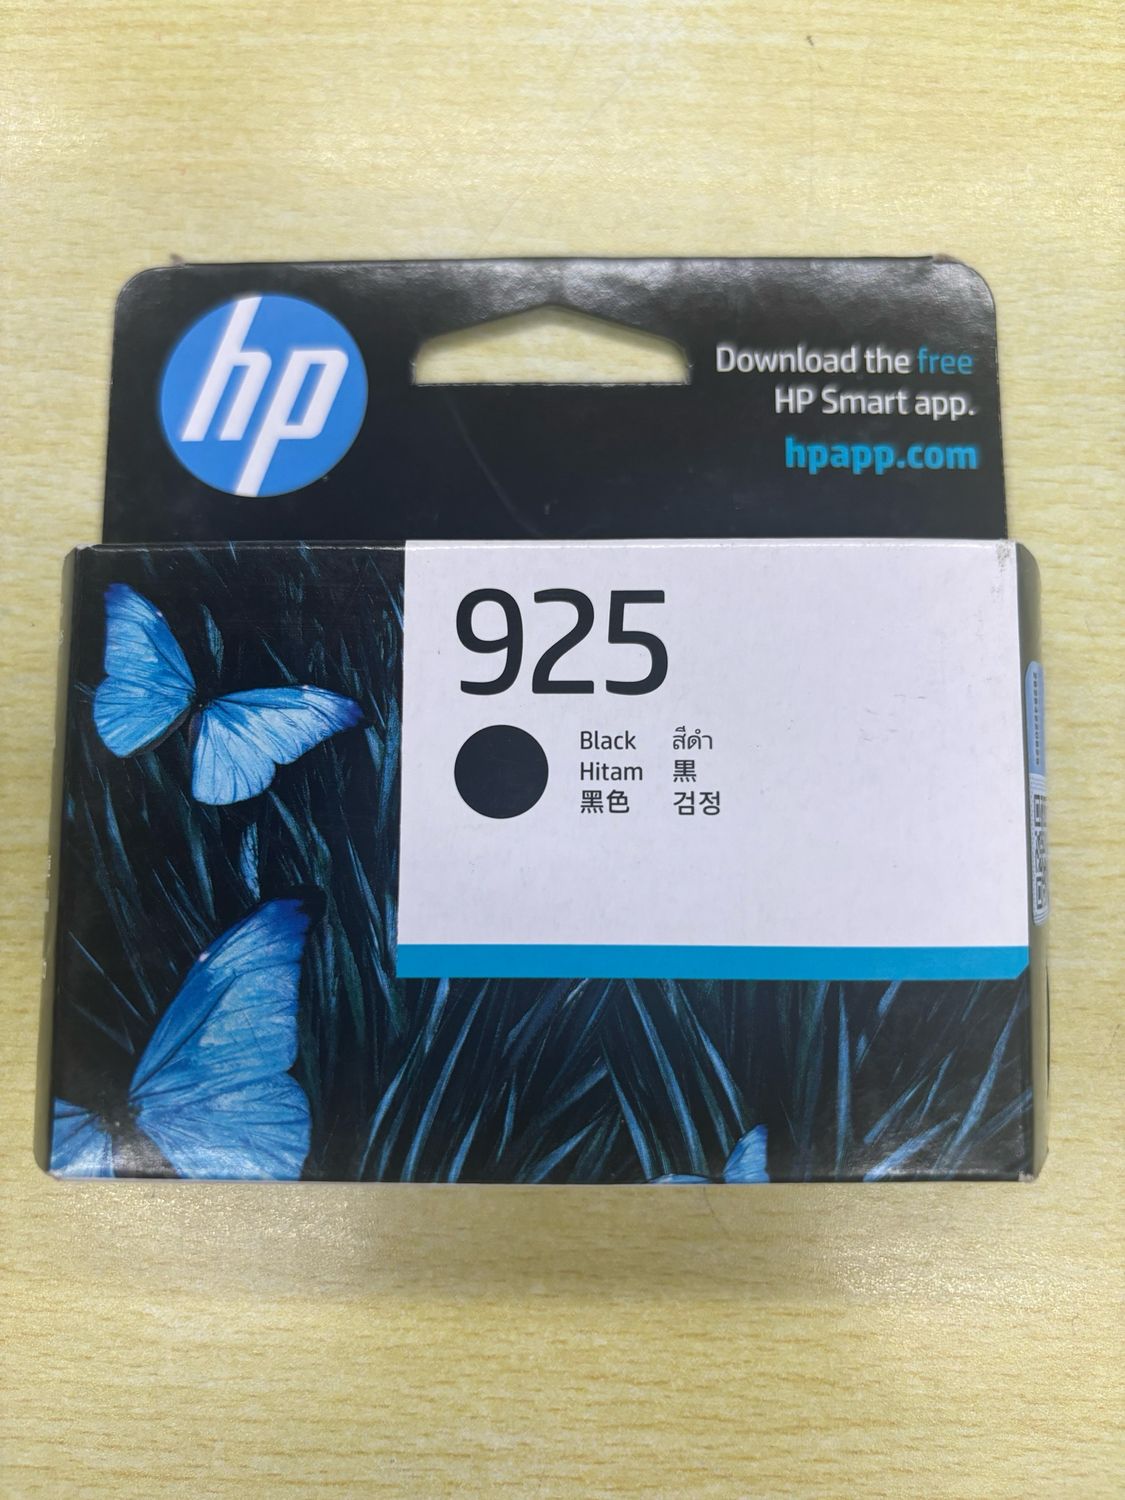 hp
Download the free
HP Smart app.
hpapp.com
925
Black สีดำ
Hitam 黒
黑色 검정